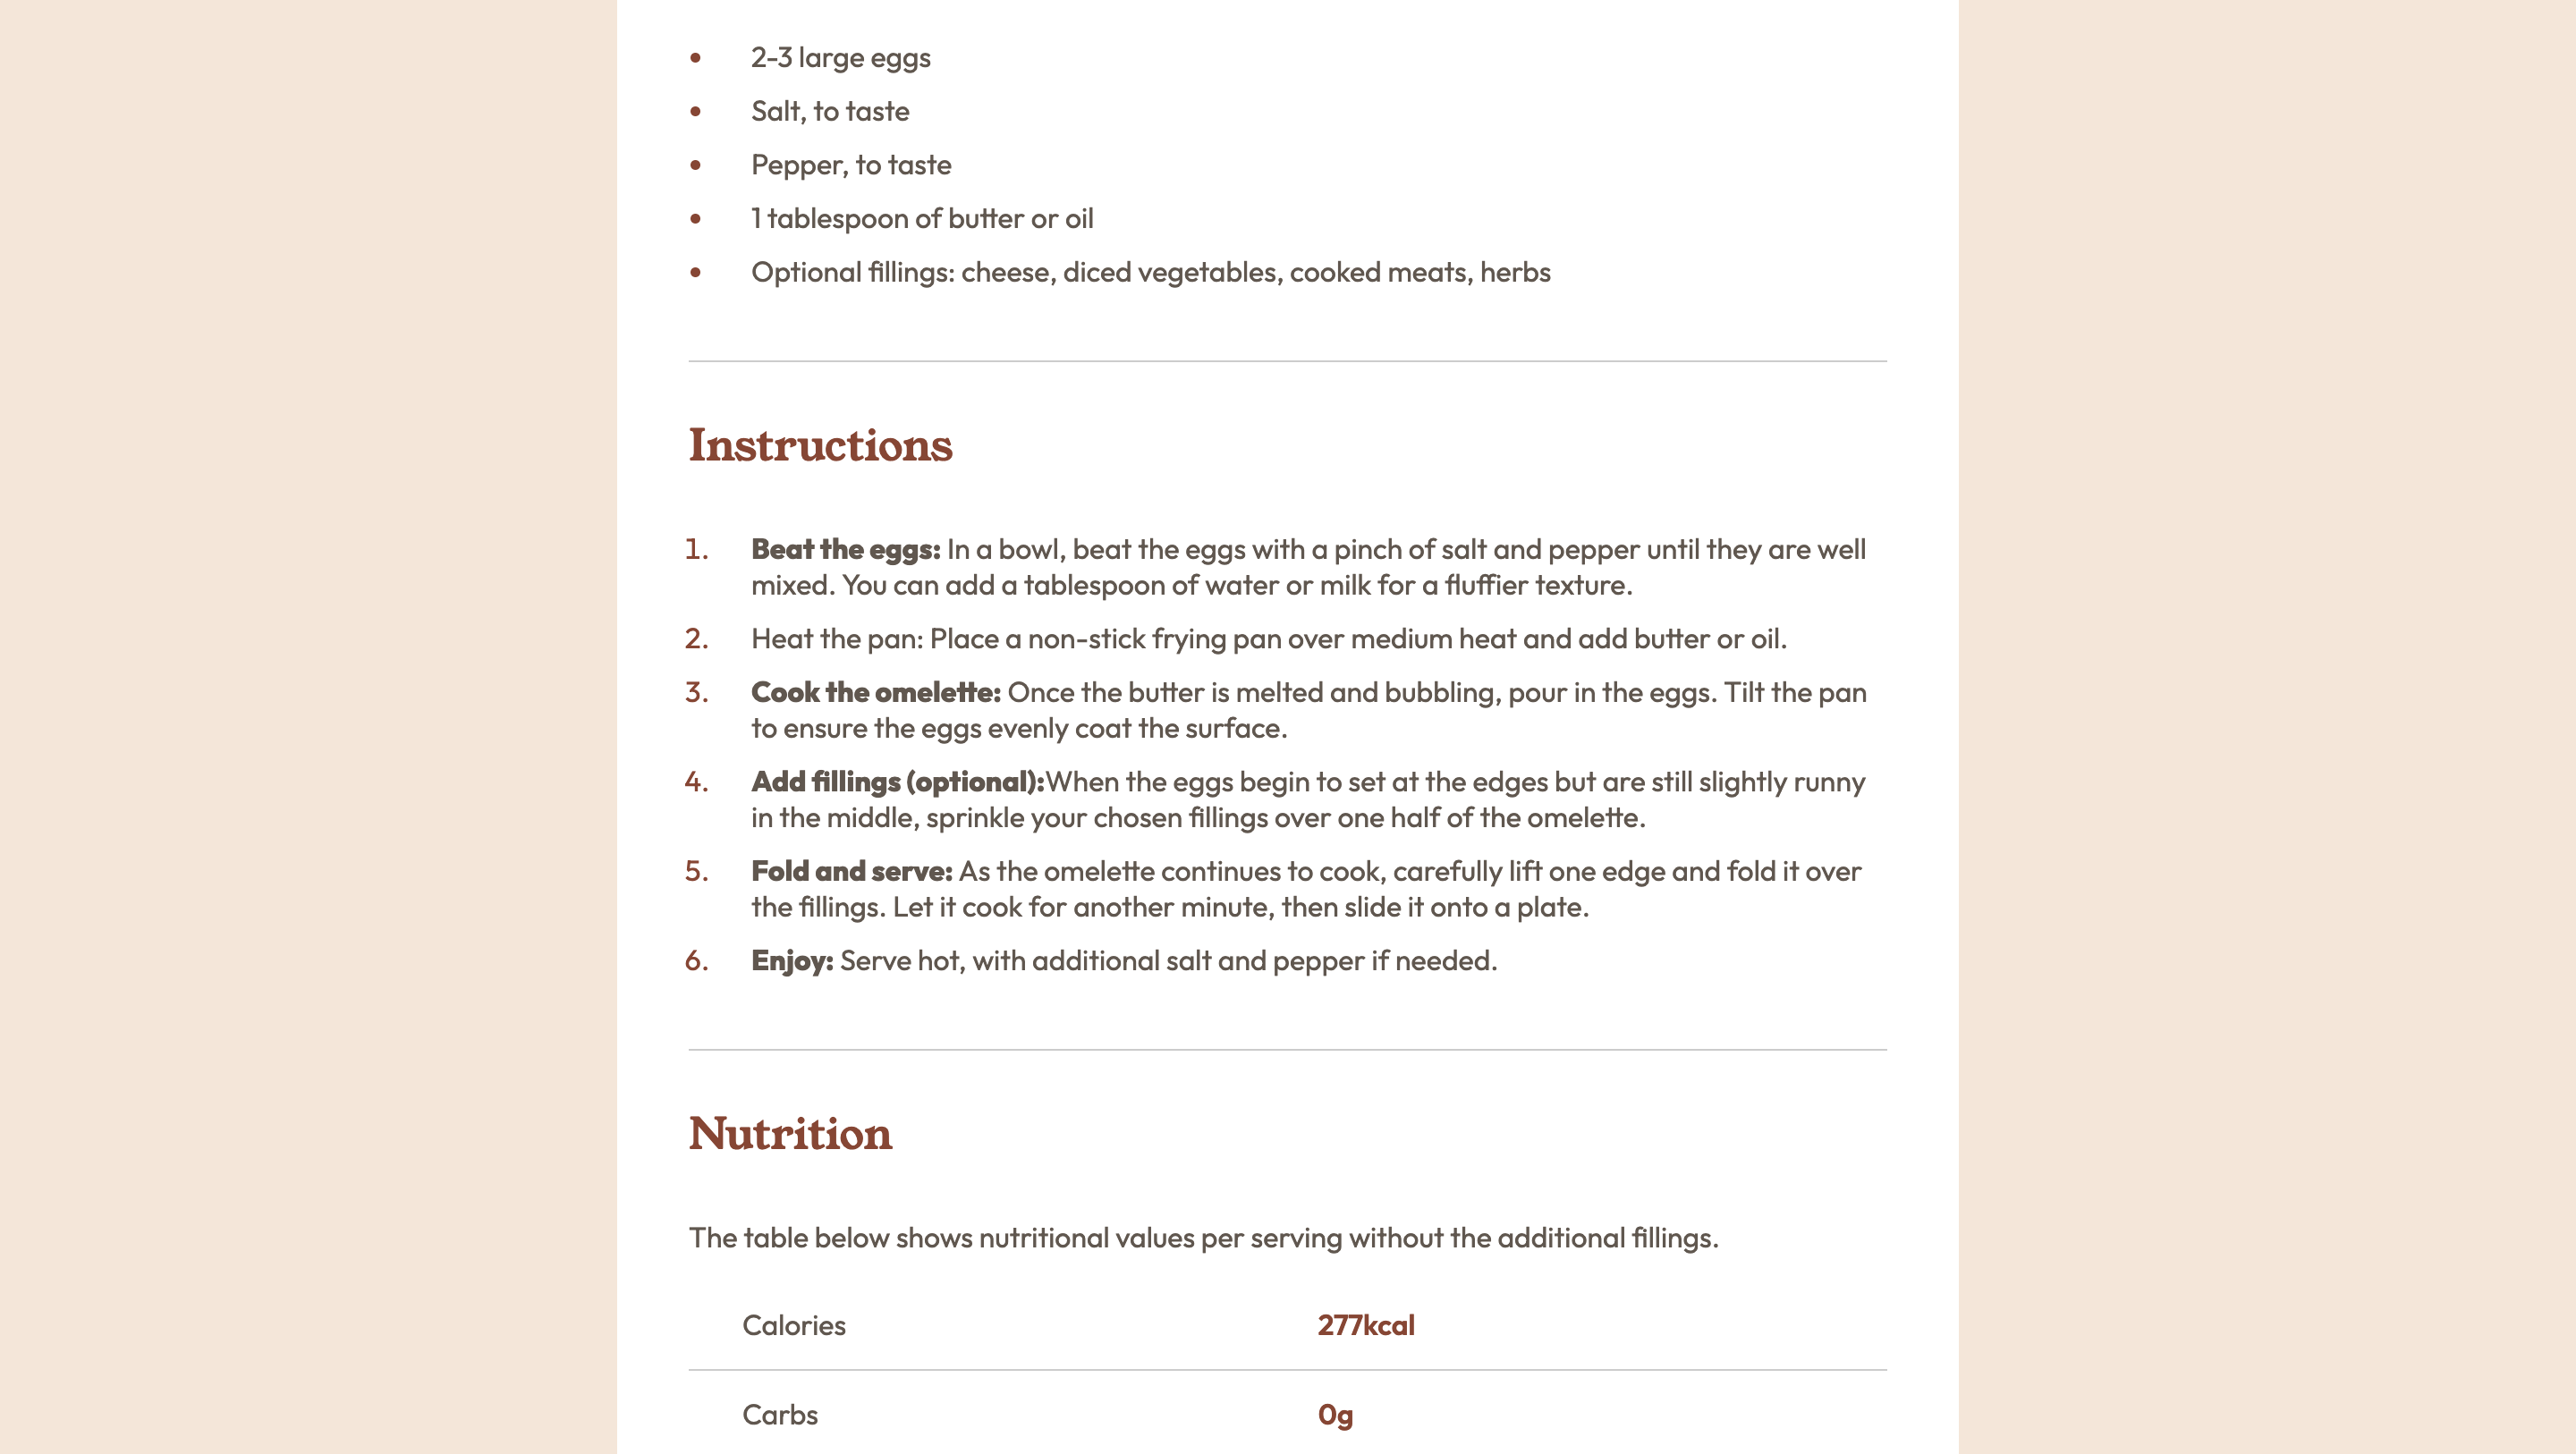 • 2-3 large eggs
• Salt, to taste
• Pepper, to taste
• 1 tablespoon of butter or oil
• Optional fillings: cheese, diced vegetables, cooked meats, herbs
Instructions
1. Beat the eggs: In a bowl, beat the eggs with a pinch of salt and pepper until they are well
mixed. You can add a tablespoon of water or milk for a fluffier texture.
2. Heat the pan: Place a non-stick frying pan over medium heat and add butter or oil.
3. Cook the omelette: Once the butter is melted and bubbling, pour in the eggs. Tilt the pan
to ensure the eggs evenly coat the surface.
4. Add fillings (optional):When the eggs begin to set at the edges but are still slightly runny
in the middle, sprinkle your chosen fillings over one half of the omelette.
5. Fold and serve: As the omelette continues to cook, carefully lift one edge and fold it over
the fillings. Let it cook for another minute, then slide it onto a plate.
6. Enjoy: Serve hot, with additional salt and pepper if needed.
Nutrition
The table below shows nutritional values per serving without the additional fillings.
Calories 277kcal
Carbs 0g